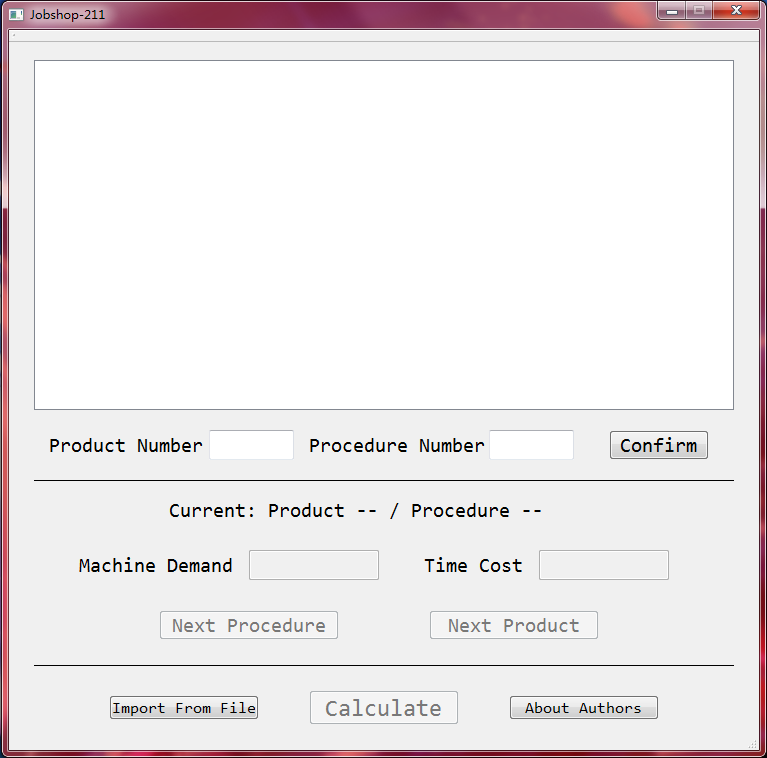 Jobshop-211
Product Number Procedure Number Confirm
Current: Product -- / Procedure --
Machine Demand Time Cost
Next Procedure Next Product
Import From File Calculate About Authors